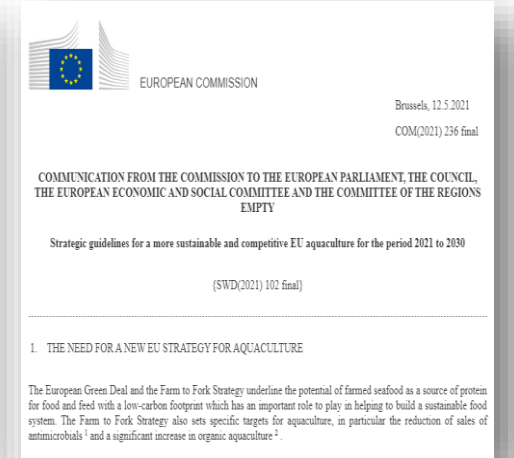 EUROPEAN COMMISSION
Brussels, 12.5.2021
COM(2021) 236 final
COMMUNICATION FROM THE COMMISSION TO THE EUROPEAN PARLIAMENT, THE COUNCIL,
THE EUROPEAN ECONOMIC AND SOCIAL COMMITTEE AND THE COMMITTEE OF THE REGIONS
EMPTY
Strategic guidelines for a more sustainable and competitive EU aquaculture for the period 2021 to 2030
{SWD(2021) 102 final}
1. THE NEED FOR A NEW EU STRATEGY FOR AQUACULTURE
The European Green Deal and the Farm to Fork Strategy underline the potential of farmed seafood as a source of protein
for food and feed with a low-carbon footprint which has an important role to play in helping to build a sustainable food
system. The Farm to Fork Strategy also sets specific targets for aquaculture, in particular the reduction of sales of
antimicrobials ¹ and a significant increase in organic aquaculture ² .